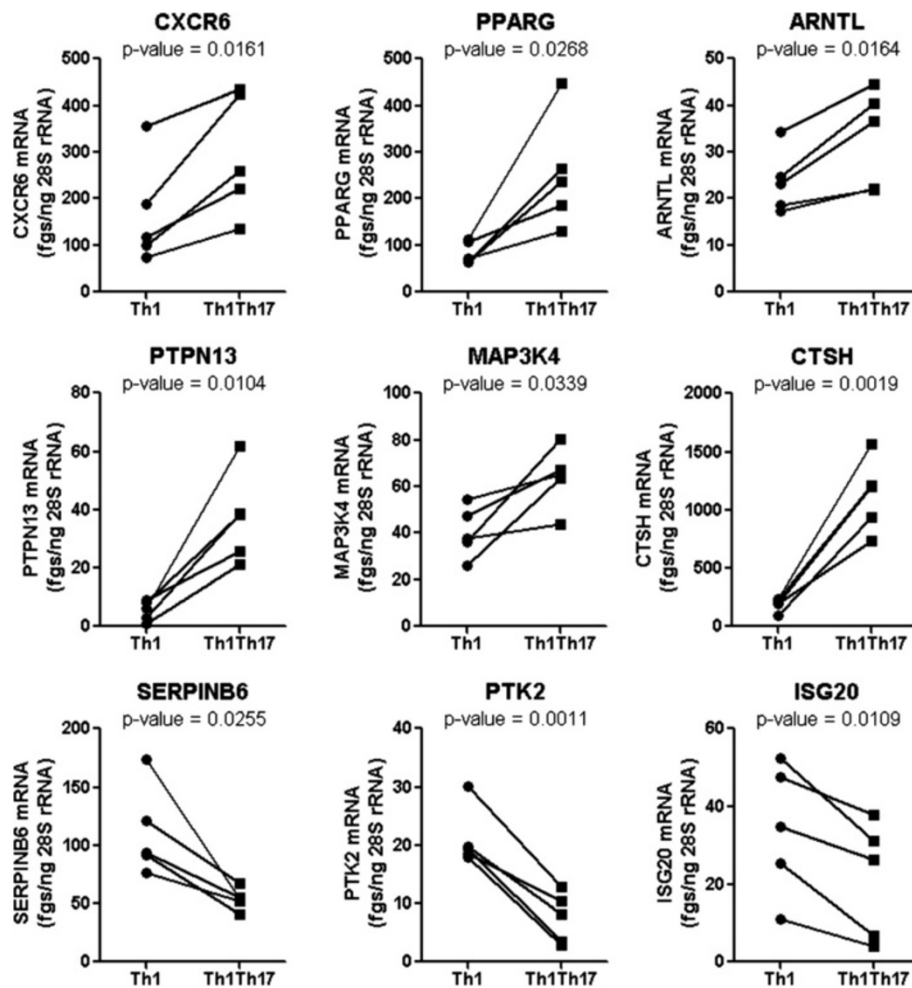 CXCR6
p-value = 0.0161
CXCR6 mRNA
(fgs/ng 28S rRNA)
500
400
300
200
100
0
Th1 Th1Th17
PPARG
p-value = 0.0268
PPARG mRNA
(fgs/ng 28S rRNA)
500
400
300
200
100
0
Th1 Th1Th17
ARNTL
p-value = 0.0164
ARNTL mRNA
(fgs/ng 28S rRNA)
50
40
30
20
10
0
Th1 Th1Th17
PTPN13
p-value = 0.0104
PTPN13 mRNA
(fgs/ng 28S rRNA)
80
60
40
20
0
Th1 Th1Th17
MAP3K4
p-value = 0.0339
MAP3K4 mRNA
(fgs/ng 28S rRNA)
100
80
60
40
20
0
Th1 Th1Th17
CTSH
p-value = 0.0019
CTSH mRNA
(fgs/ng 28S rRNA)
2000
1500
1000
500
0
Th1 Th1Th17
SERPINB6
p-value = 0.0255
SERPINB6 mRNA
(fgs/ng 28S rRNA)
200
150
100
50
0
Th1 Th1Th17
PTK2
p-value = 0.0011
PTK2 mRNA
(fgs/ng 28S rRNA)
40
30
20
10
0
Th1 Th1Th17
ISG20
p-value = 0.0109
ISG20 mRNA
(fgs/ng 28S rRNA)
60
40
20
0
Th1 Th1Th17